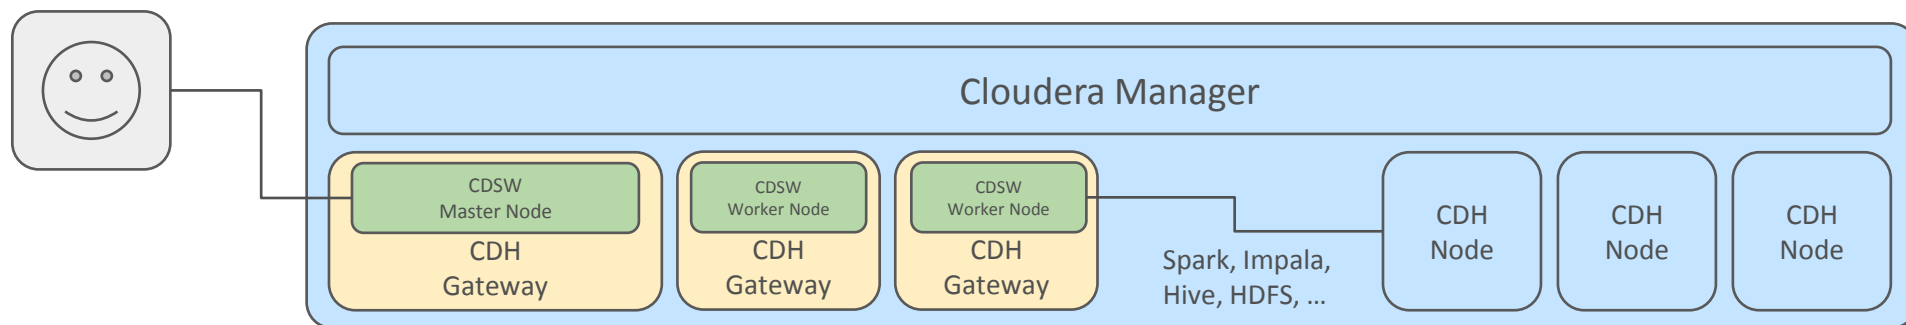 Cloudera Manager
CDSW
Master Node
CDH
Gateway
CDSW
Worker Node
CDH
Gateway
CDSW
Worker Node
CDH
Gateway
Spark, Impala,
Hive, HDFS, ...
CDH
Node
CDH
Node
CDH
Node